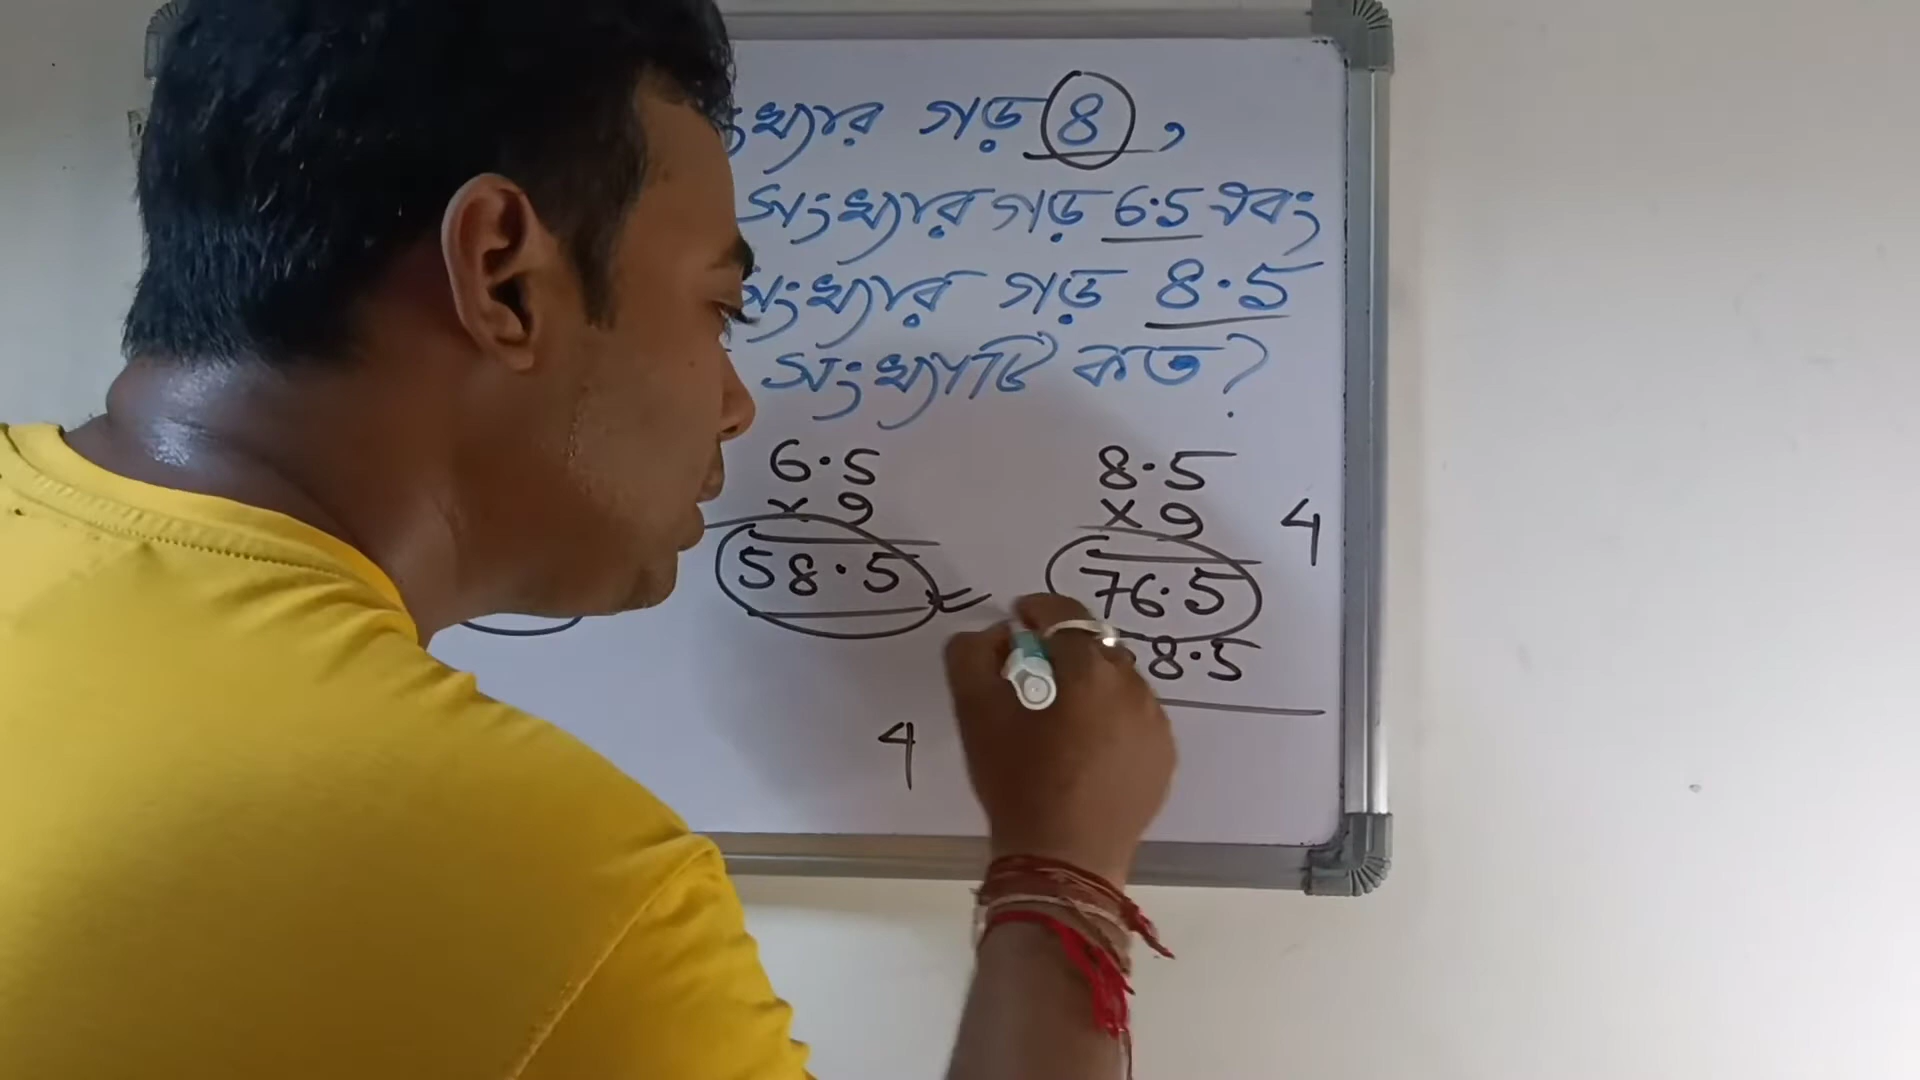 সংখ্যার গড় 8,
সংখ্যার গড় 6.5 এবং
সংখ্যার গড় 8.5
সংখ্যাটি কত?
6.5 8.5
× 9 × 9 4
58.5 76.5
8.5
4